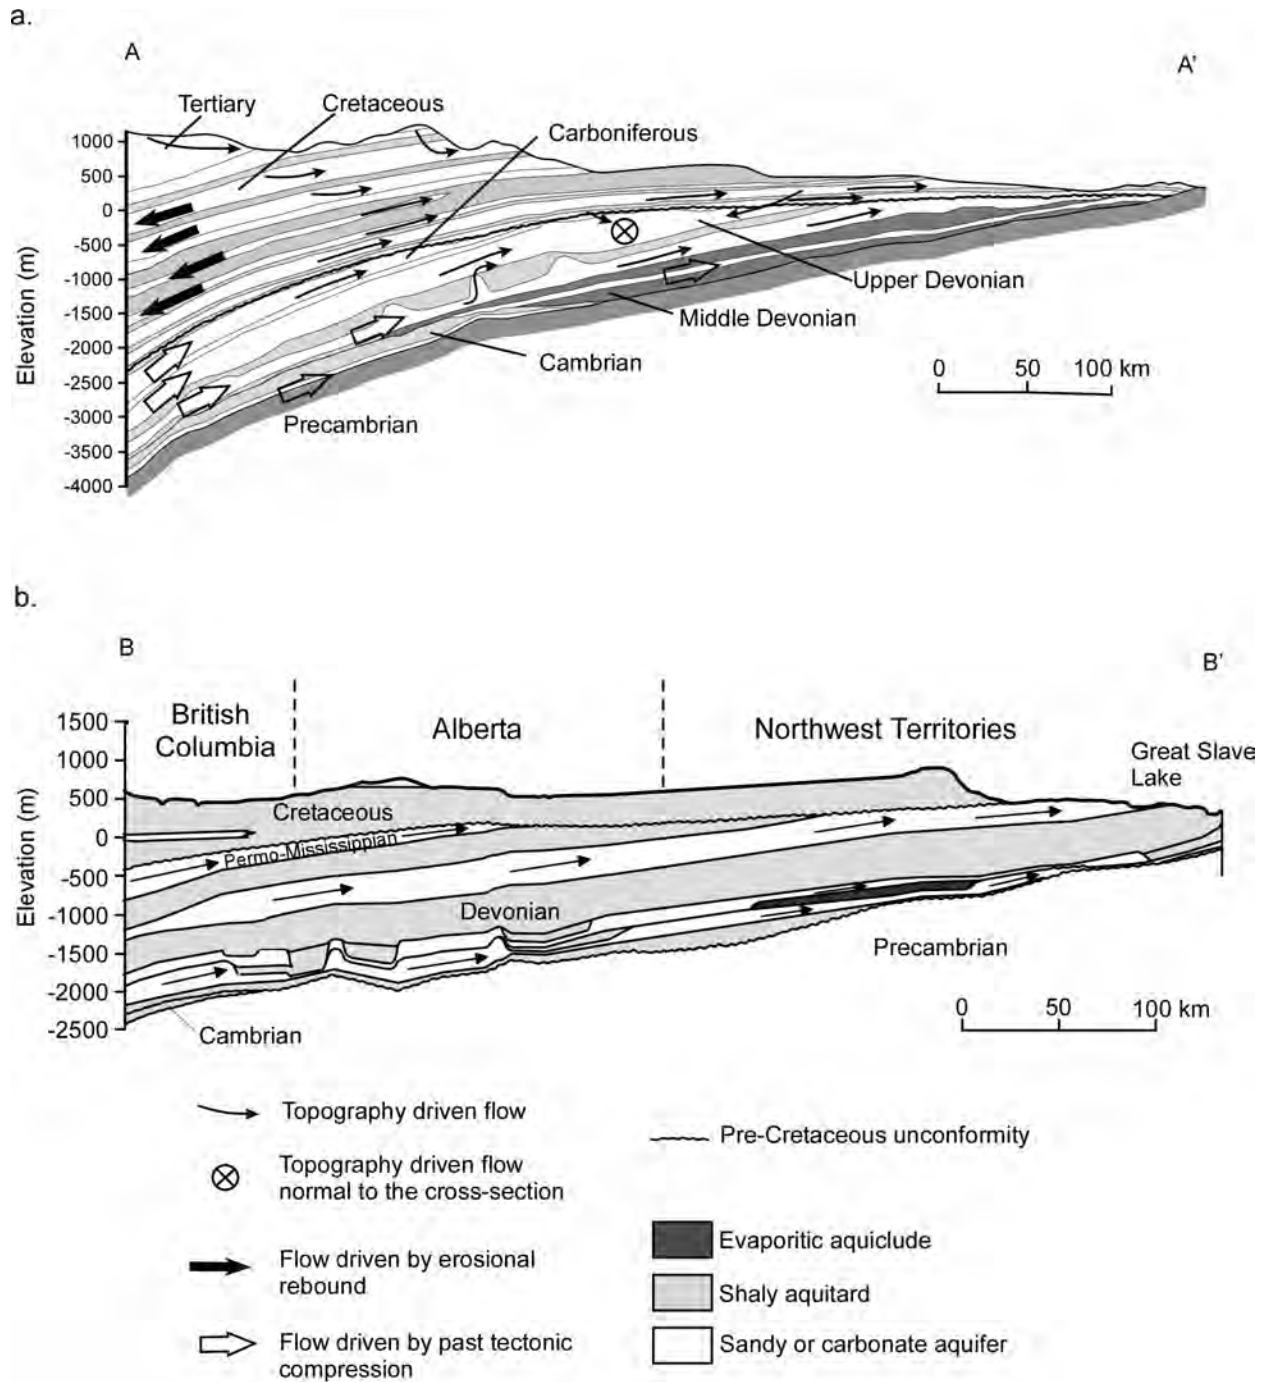 a.
A
A'
Tertiary
Cretaceous
Carboniferous
1000
500
0
-500
-1000
-1500
-2000
-2500
-3000
-3500
-4000
Elevation (m)
Upper Devonian
Middle Devonian
Cambrian
Precambrian
0 50 100 km
b.
B
B'
British
Columbia
Alberta
Northwest Territories
Great Slave
Lake
1500
1000
500
0
-500
-1000
-1500
-2000
-2500
Elevation (m)
Cretaceous
Permo-Mississippian
Devonian
Precambrian
Cambrian
0 50 100 km
Topography driven flow
Topography driven flow
normal to the cross-section
Flow driven by erosional
rebound
Flow driven by past tectonic
compression
Pre-Cretaceous unconformity
Evaporitic aquiclude
Shaly aquitard
Sandy or carbonate aquifer